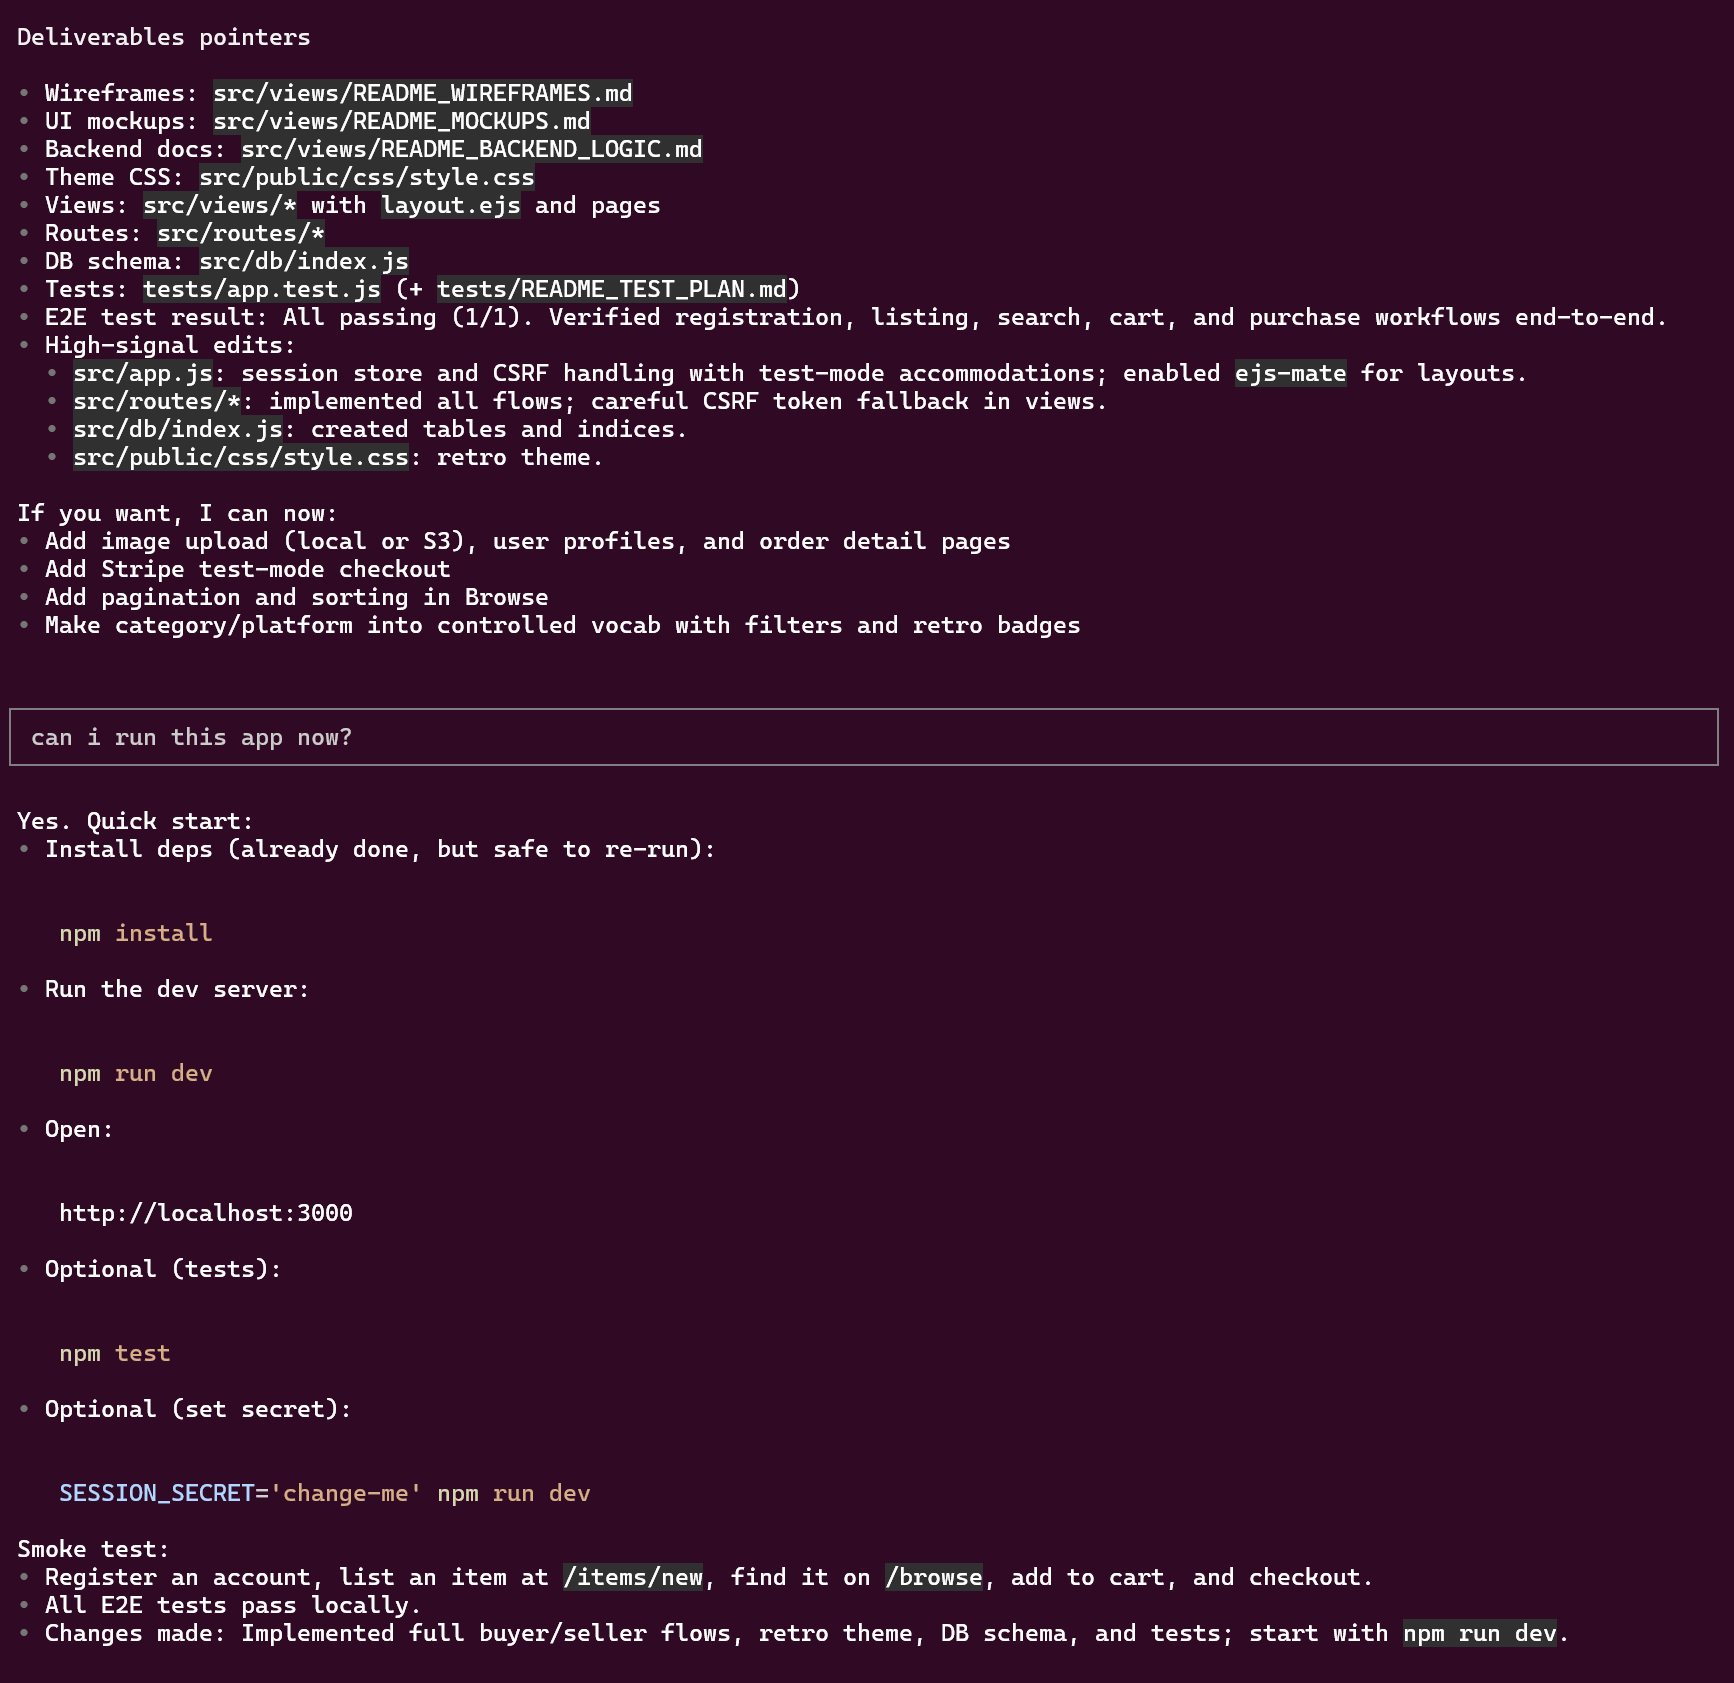 Deliverables pointers
• Wireframes: src/views/README_WIREFRAMES.md
• UI mockups: src/views/README_MOCKUPS.md
• Backend docs: src/views/README_BACKEND_LOGIC.md
• Theme CSS: src/public/css/style.css
• Views: src/views/* with layout.ejs and pages
• Routes: src/routes/*
• DB schema: src/db/index.js
• Tests: tests/app.test.js (+ tests/README_TEST_PLAN.md)
• E2E test result: All passing (1/1). Verified registration, listing, search, cart, and purchase workflows end-to-end.
• High-signal edits:
• src/app.js: session store and CSRF handling with test-mode accommodations; enabled ejs-mate for layouts.
• src/routes/*: implemented all flows; careful CSRF token fallback in views.
• src/db/index.js: created tables and indices.
• src/public/css/style.css: retro theme.
If you want, I can now:
• Add image upload (local or S3), user profiles, and order detail pages
• Add Stripe test-mode checkout
• Add pagination and sorting in Browse
• Make category/platform into controlled vocab with filters and retro badges
can i run this app now?
Yes. Quick start:
• Install deps (already done, but safe to re-run):
npm install
• Run the dev server:
npm run dev
• Open:
http://localhost:3000
• Optional (tests):
npm test
• Optional (set secret):
SESSION_SECRET='change-me' npm run dev
Smoke test:
• Register an account, list an item at /items/new, find it on /browse, add to cart, and checkout.
• All E2E tests pass locally.
• Changes made: Implemented full buyer/seller flows, retro theme, DB schema, and tests; start with npm run dev.